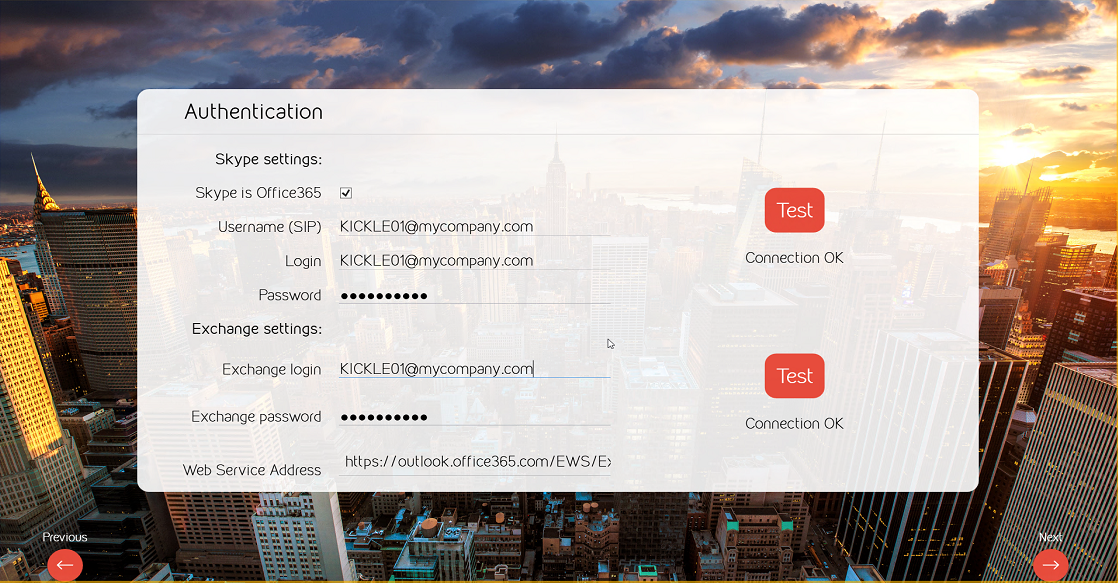 Authentication
Skype settings:
Skype is Office365
Username (SIP) KICKLE01@mycompany.com
Test
Login KICKLE01@mycompany.com
Connection OK
Password ●●●●●●●●●●
Exchange settings:
Exchange login KICKLE01@mycompany.com
Test
Exchange password ●●●●●●●●●●
Connection OK
Web Service Address https://outlook.office365.com/EWS/Ex
Previous
Next